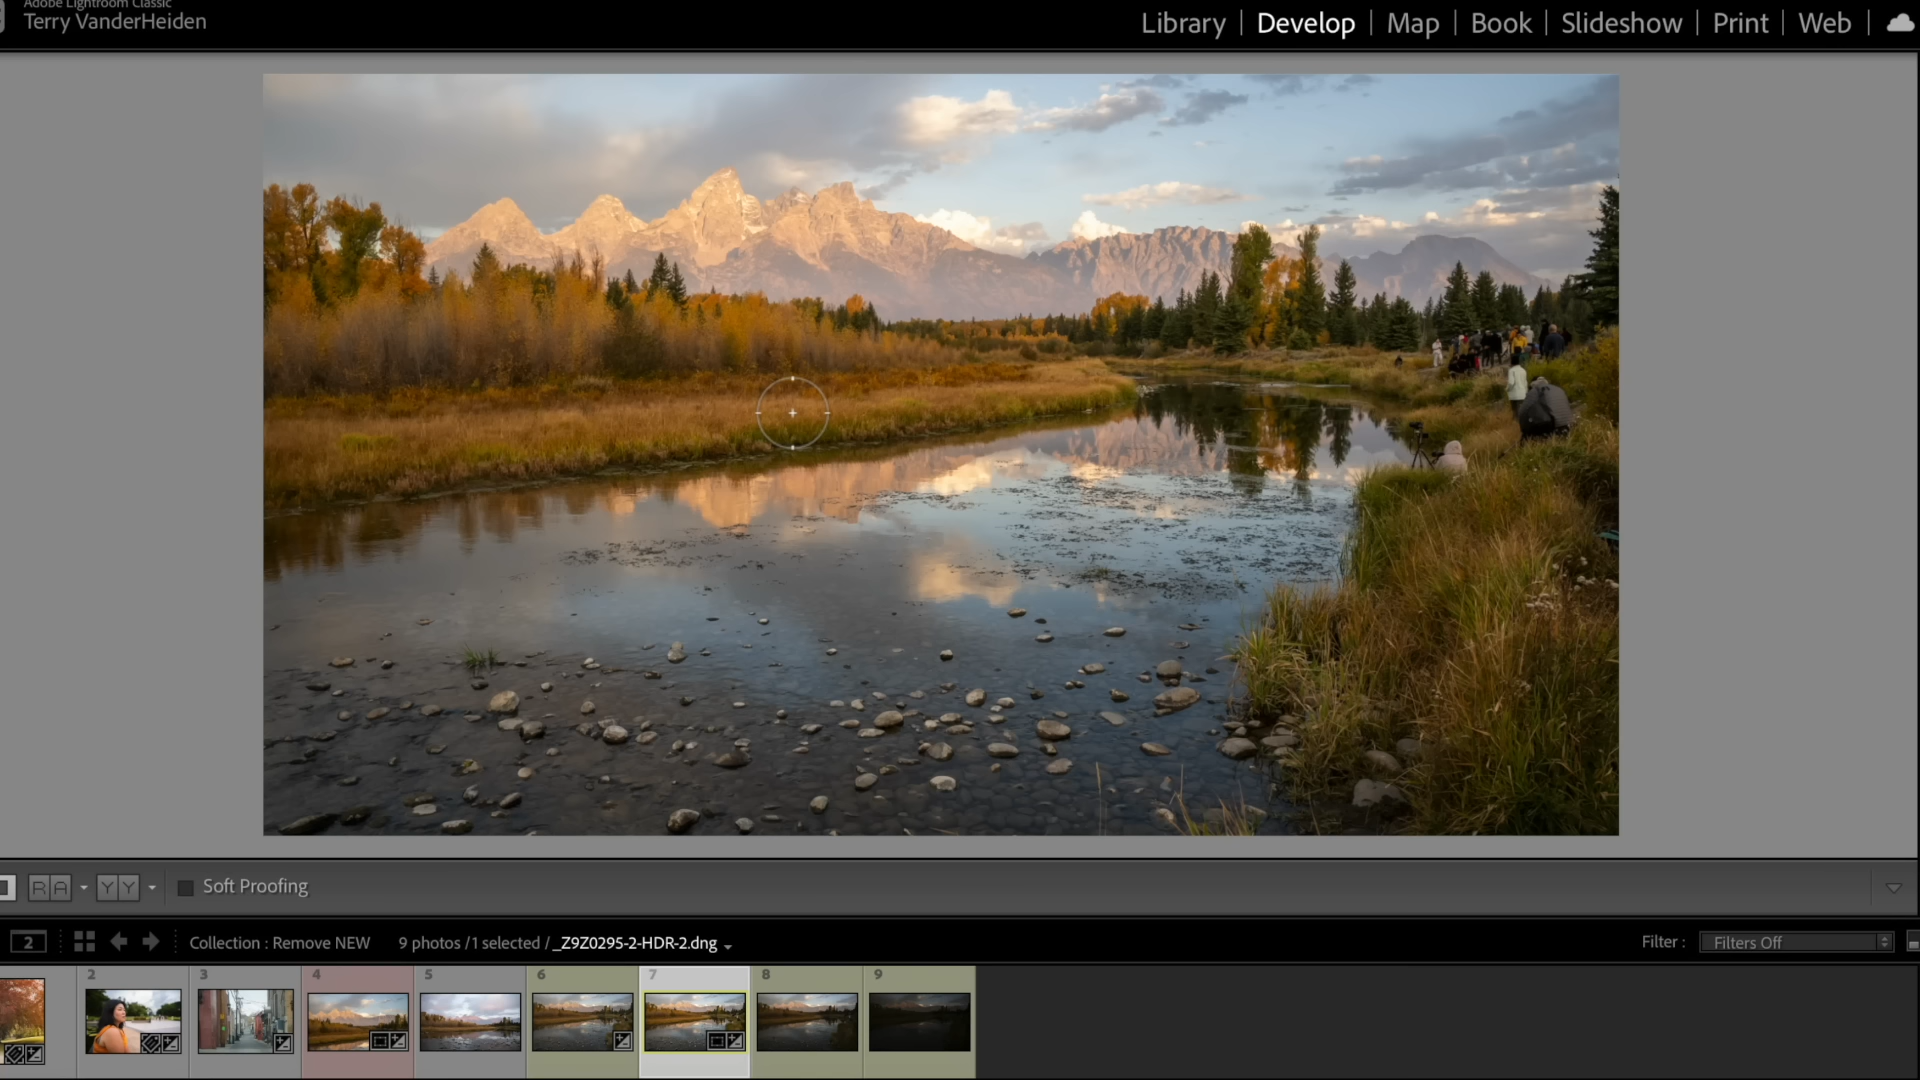 Adobe Lightroom Classic
Terry VanderHeiden
Library | Develop | Map | Book | Slideshow | Print | Web |
RA YY Soft Proofing
2 Collection : Remove NEW 9 photos /1 selected / _Z9Z0295-2-HDR-2.dng Filter : Filters Off
2 3 4 5 6 7 8 9